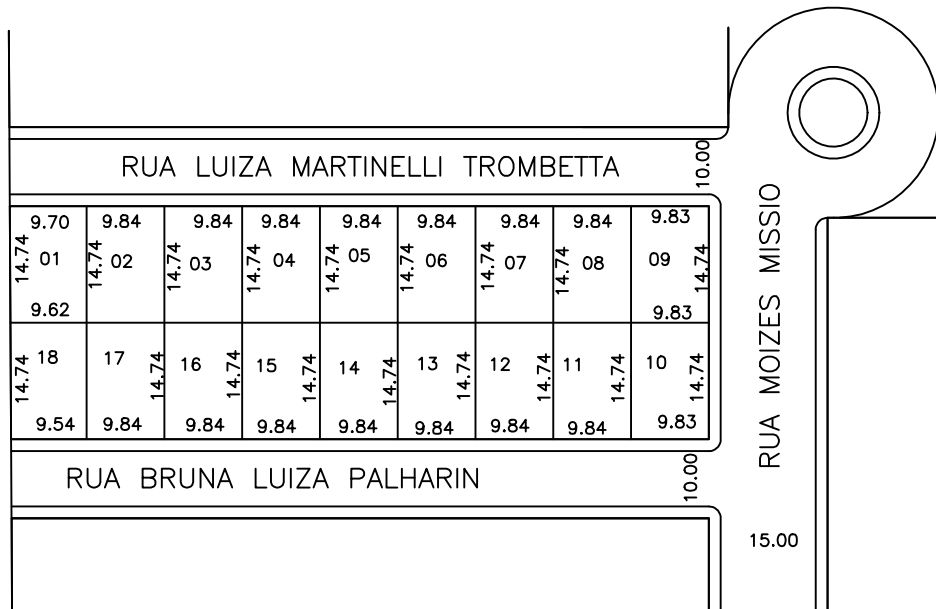 10.00
RUA LUIZA MARTINELLI TROMBETTA
9.70 9.84 9.84 9.84 9.84 9.84 9.84 9.84 9.83
14.74 01 14.74 02 14.74 03 14.74 04 14.74 05 14.74 06 14.74 07 14.74 08 09 14.74
9.62 9.83
14.74 18 17 14.74 16 14.74 15 14.74 14 14.74 13 14.74 12 14.74 11 14.74 10 14.74
9.54 9.84 9.84 9.84 9.84 9.84 9.84 9.84 9.83
RUA MOIZES MISSIO
RUA BRUNA LUIZA PALHARIN
10.00
15.00